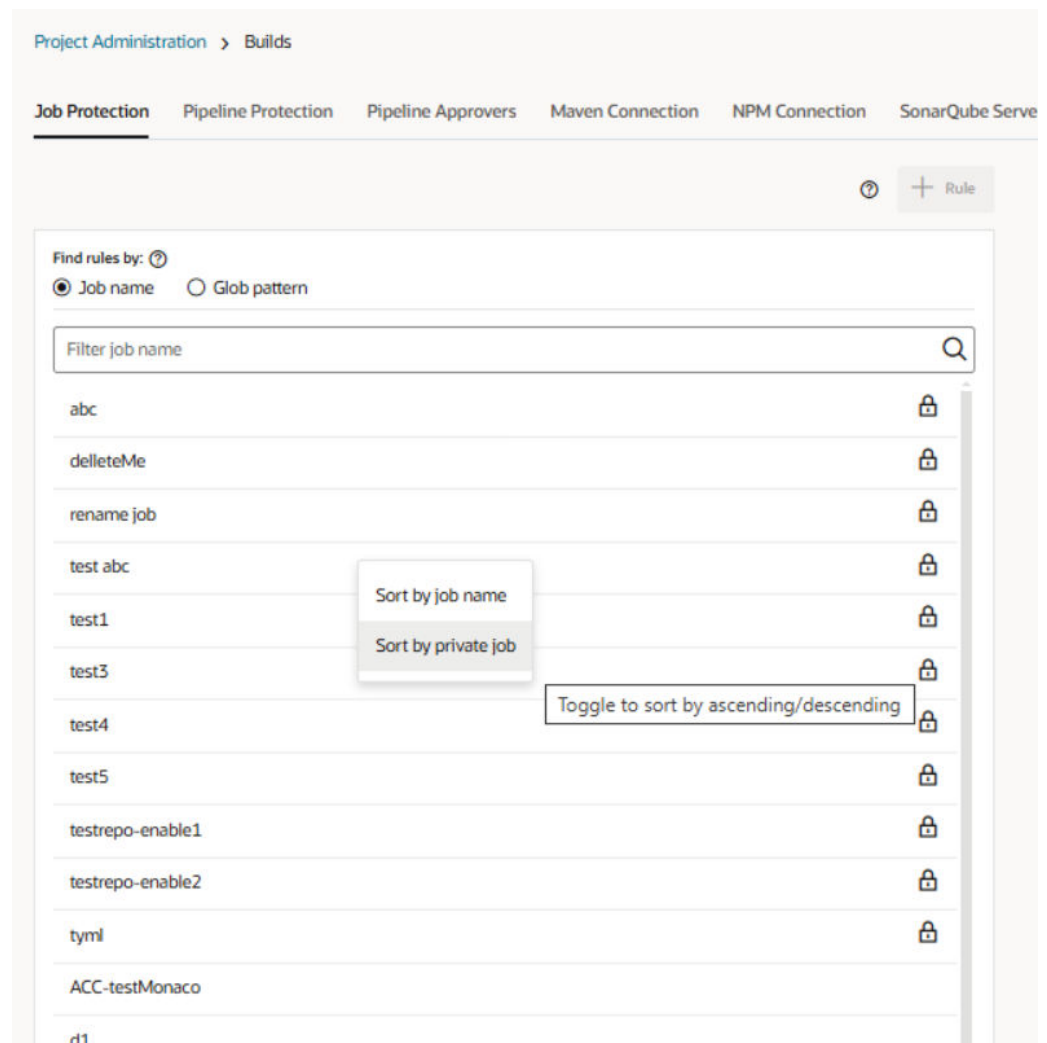 Project Administration > Builds
Job Protection Pipeline Protection Pipeline Approvers Maven Connection NPM Connection SonarQube Serve
+ Rule
Find rules by:
Job name Glob pattern
Filter job name
abc
delleteMe
rename job
test abc
Sort by job name
test1
Sort by private job
test3
Toggle to sort by ascending/descending
test4
test5
testrepo-enable1
testrepo-enable2
tyml
ACC-testMonaco
d1